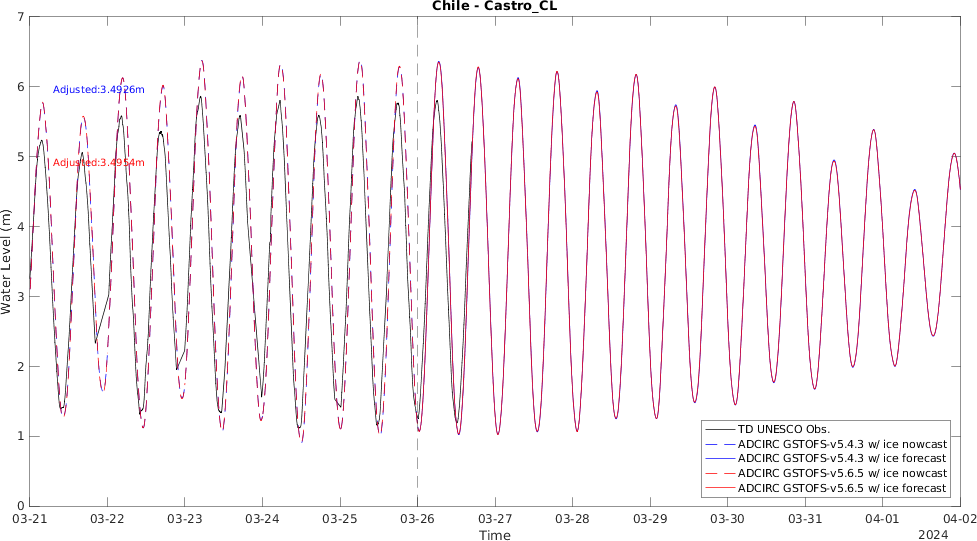 Chile - Castro_CL
7
6
5
4
3
2
1
0
Water Level (m)
Adjusted:3.4926m
Adjusted:3.4954m
TD UNESCO Obs.
ADCIRC GSTOFS-v5.4.3 w/ ice nowcast
ADCIRC GSTOFS-v5.4.3 w/ ice forecast
ADCIRC GSTOFS-v5.6.5 w/ ice nowcast
ADCIRC GSTOFS-v5.6.5 w/ ice forecast
03-21 03-22 03-23 03-24 03-25 03-26 03-27 03-28 03-29 03-30 03-31 04-01 04-02
Time
2024